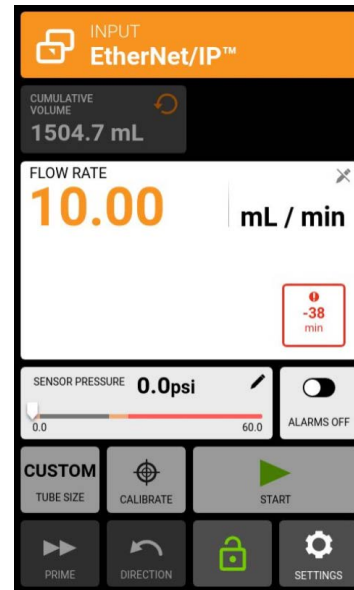 INPUT
EtherNet/IP™
CUMULATIVE
VOLUME
1504.7 mL
FLOW RATE
10.00
mL / min
-38
min
SENSOR PRESSURE 0.0psi
0.0
60.0
ALARMS OFF
CUSTOM
TUBE SIZE
CALIBRATE
START
PRIME
DIRECTION
SETTINGS